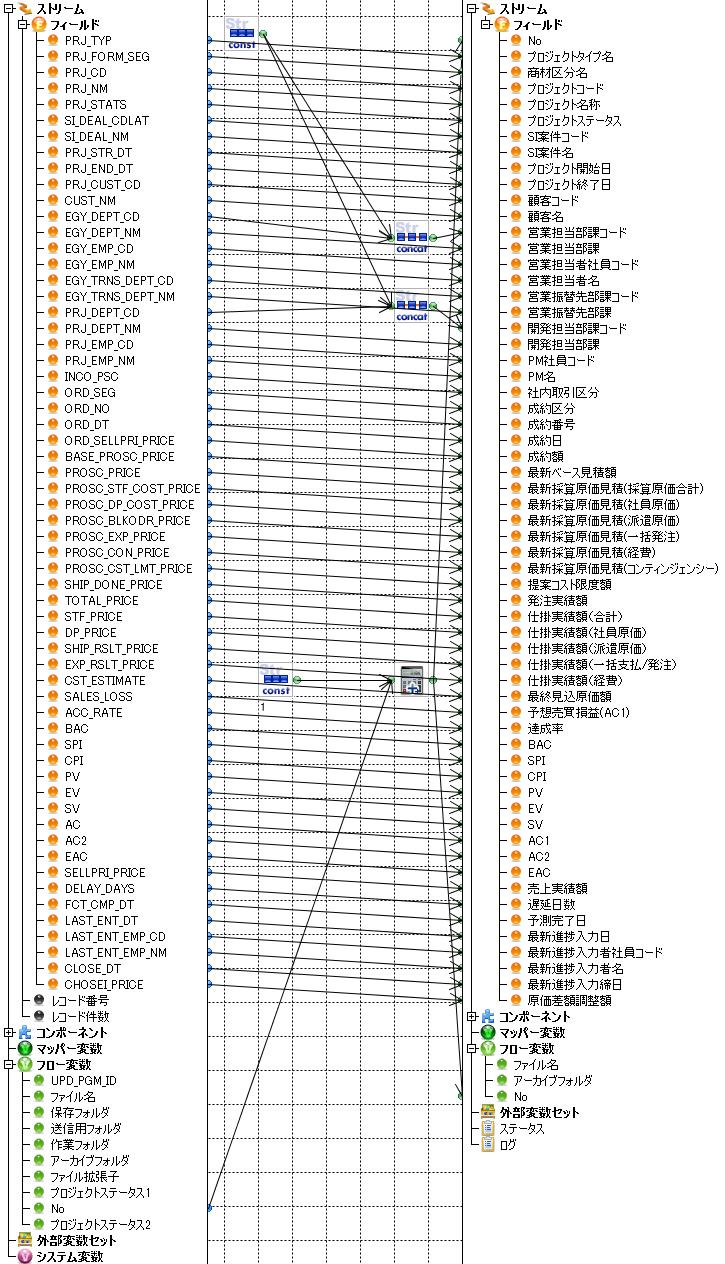 ストリーム
フィールド
PRJ_TYP
PRJ_FORM_SEG
PRJ_CD
PRJ_NM
PRJ_STATS
SI_DEAL_CDLAT
SI_DEAL_NM
PRJ_STR_DT
PRJ_END_DT
PRJ_CUST_CD
CUST_NM
EGY_DEPT_CD
EGY_DEPT_NM
EGY_EMP_CD
EGY_EMP_NM
EGY_TRNS_DEPT_CD
EGY_TRNS_DEPT_NM
PRJ_DEPT_CD
PRJ_DEPT_NM
PRJ_EMP_CD
PRJ_EMP_NM
INCO_PSC
ORD_SEG
ORD_NO
ORD_DT
ORD_SELLPRI_PRICE
BASE_PROSC_PRICE
PROSC_PRICE
PROSC_STF_COST_PRICE
PROSC_DP_COST_PRICE
PROSC_BLKODR_PRICE
PROSC_EXP_PRICE
PROSC_CON_PRICE
PROSC_CST_LMT_PRICE
SHIP_DONE_PRICE
TOTAL_PRICE
STF_PRICE
DP_PRICE
SHIP_RSLT_PRICE
EXP_RSLT_PRICE
CST_ESTIMATE
SALES_LOSS
ACC_RATE
BAC
SPI
CPI
PV
EV
SV
AC
AC2
EAC
SELLPRI_PRICE
DELAY_DAYS
FCT_CMP_DT
LAST_ENT_DT
LAST_ENT_EMP_CD
LAST_ENT_EMP_NM
CLOSE_DT
CHOSEI_PRICE
レコード番号
レコード件数
コンポーネント
マッパー変数
フロー変数
UPD_PGM_ID
ファイル名
保存フォルダ
送信用フォルダ
作業フォルダ
アーカイブフォルダ
ファイル拡張子
プロジェクトステータス1
No
プロジェクトステータス2
外部変数セット
システム変数
Str
const
Str
concat
Str
concat
Str
const
1
ストリーム
フィールド
No
プロジェクトタイプ名
商材区分名
プロジェクトコード
プロジェクト名称
プロジェクトステータス
SI案件コード
SI案件名
プロジェクト開始日
プロジェクト終了日
顧客コード
顧客名
営業担当部課コード
営業担当部課
営業担当者社員コード
営業担当者名
営業振替先部課コード
営業振替先部課
開発担当部課コード
開発担当部課
PM社員コード
PM名
社内取引区分
成約区分
成約番号
成約日
成約額
最新ベース見積額
最新採算原価見積(採算原価合計)
最新採算原価見積(社員原価)
最新採算原価見積(派遣原価)
最新採算原価見積(一括発注)
最新採算原価見積(経費)
最新採算原価見積(コンティンジェンシー)
提案コスト限度額
発注実績額
仕掛実績額(合計)
仕掛実績額(社員原価)
仕掛実績額(派遣原価)
仕掛実績額(一括支払/発注)
仕掛実績額(経費)
最終見込原価額
予想売買損益(AC1)
達成率
BAC
SPI
CPI
PV
EV
SV
AC1
AC2
EAC
売上実績額
遅延日数
予測完了日
最新進捗入力日
最新進捗入力者社員コード
最新進捗入力者名
最新進捗入力締日
原価差額調整額
コンポーネント
マッパー変数
フロー変数
ファイル名
アーカイブフォルダ
No
外部変数セット
ステータス
ログ